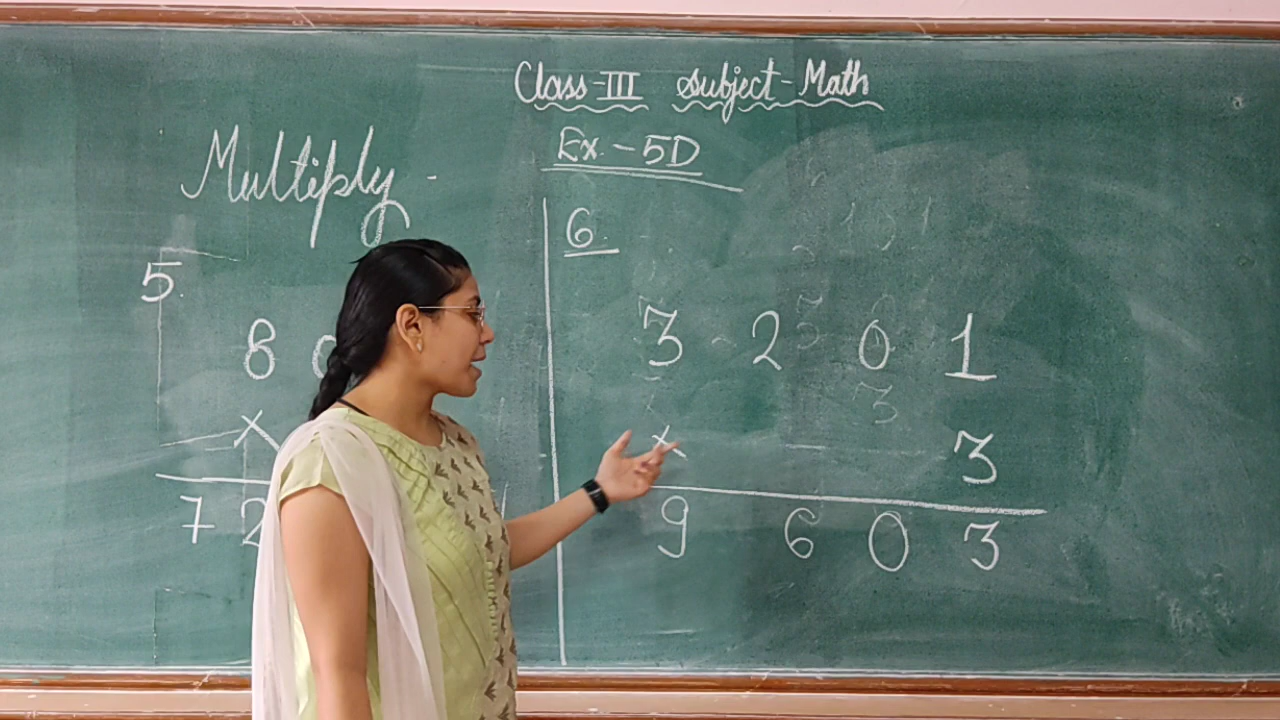 Class-III Subject-Math
Ex.-5D
Multiply -
5.
8 0
×
7 2
6.
3 2 0 1
× 3
9 6 0 3